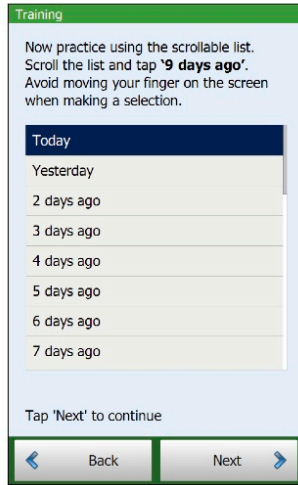 Training
Now practice using the scrollable list.
Scroll the list and tap '9 days ago'.
Avoid moving your finger on the screen
when making a selection.
Today
Yesterday
2 days ago
3 days ago
4 days ago
5 days ago
6 days ago
7 days ago
Tap 'Next' to continue
Back
Next